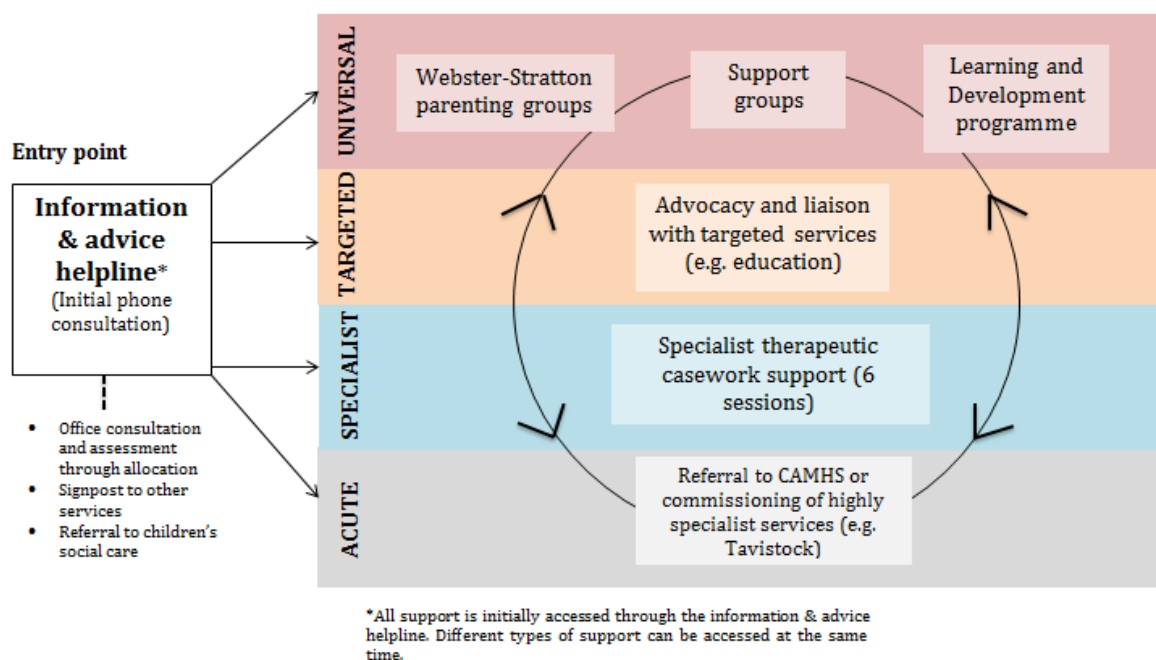 Entry point
Information
& advice
helpline*
(Initial phone
consultation)
• Office consultation
and assessment
through allocation
• Signpost to other
services
• Referral to children's
social care
UNIVERSAL
Webster-Stratton
parenting groups
Support
groups
Learning and
Development
programme
TARGETED
Advocacy and liaison
with targeted services
(e.g. education)
SPECIALIST
Specialist therapeutic
casework support (6
sessions)
ACUTE
Referral to CAMHS or
commissioning of highly
specialist services (e.g.
Tavistock)
*All support is initially accessed through the information & advice
helpline. Different types of support can be accessed at the same
time.